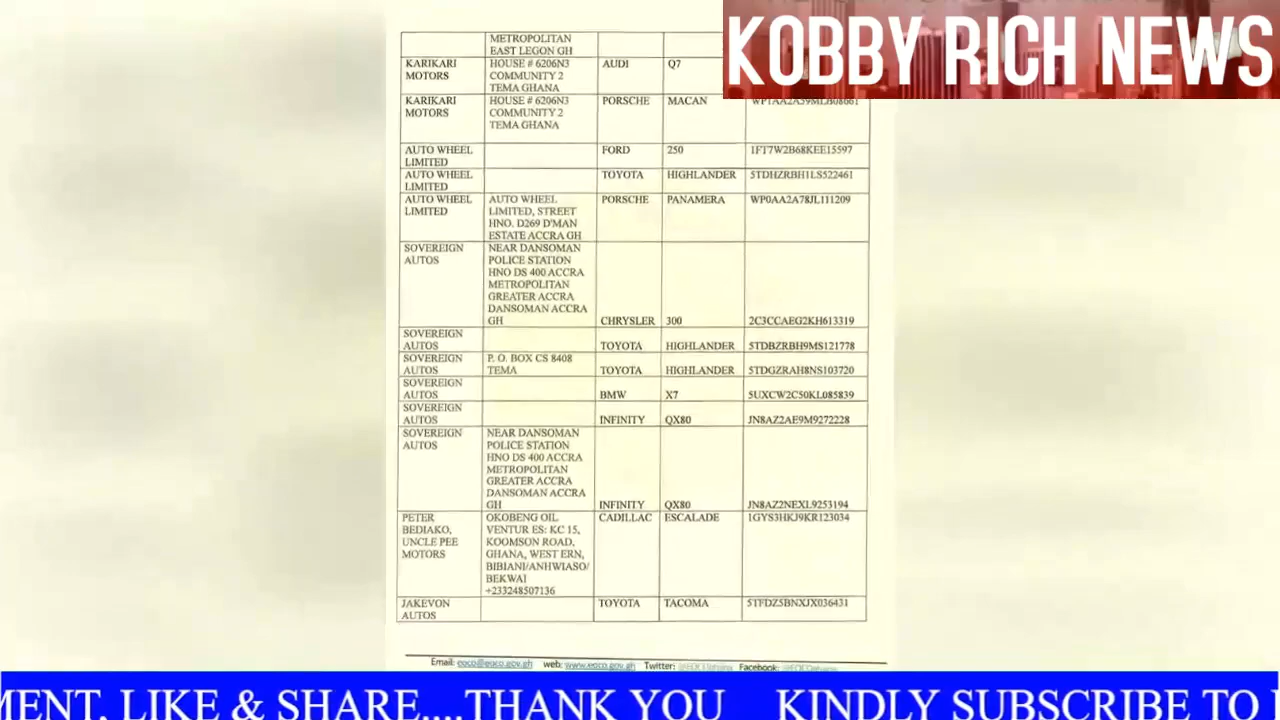 KOBBY RICH NEWS
METROPOLITAN
EAST LEGON GH
KARIKARI MOTORS HOUSE # 6206N3 COMMUNITY 2 TEMA GHANA AUDI Q7
KARIKARI MOTORS HOUSE # 6206N3 COMMUNITY 2 TEMA GHANA PORSCHE MACAN
AUTO WHEEL LIMITED FORD 250 1FT7W2B68KEE15597
AUTO WHEEL LIMITED TOYOTA HIGHLANDER 5TDHZRBH1LS522461
AUTO WHEEL LIMITED AUTO WHEEL LIMITED, STREET HNO. D269 D'MAN ESTATE ACCRA GH PORSCHE PANAMERA WP0AA2A78JL111209
SOVEREIGN AUTOS NEAR DANSOMAN POLICE STATION HNO DS 400 ACCRA METROPOLITAN GREATER ACCRA DANSOMAN ACCRA GH CHRYSLER 300 2C3CCAEG2KH613319
SOVEREIGN AUTOS TOYOTA HIGHLANDER 5TDBZRBH9MS121778
SOVEREIGN AUTOS P. O. BOX CS 8408 TEMA TOYOTA HIGHLANDER 5TDGZRAH8NS103720
SOVEREIGN AUTOS BMW X7 5UXCW2C50KL085839
SOVEREIGN AUTOS INFINITY QX80 JN8AZ2AE9M9272228
SOVEREIGN AUTOS NEAR DANSOMAN POLICE STATION HNO DS 400 ACCRA METROPOLITAN GREATER ACCRA DANSOMAN ACCRA GH INFINITY QX80 JN8AZ2NEXL9253194
PETER BEDIAKO, UNCLE PEE MOTORS OKOBENG OIL VENTUR ES: KC 15, KOOMSON ROAD, GHANA, WEST ERN, BIBIANI/ANHWIASO/ BEKWAI +233248507136 CADILLAC ESCALADE 1GYS3HKJ9KR123034
JAKEVON AUTOS TOYOTA TACOMA 5TFDZ5BNXJX036431
Email: eoco@eoco.gov.gh web: www.eoco.gov.gh Twitter: Facebook:
MENT, LIKE & SHARE....THANK YOU KINDLY SUBSCRIBE TO